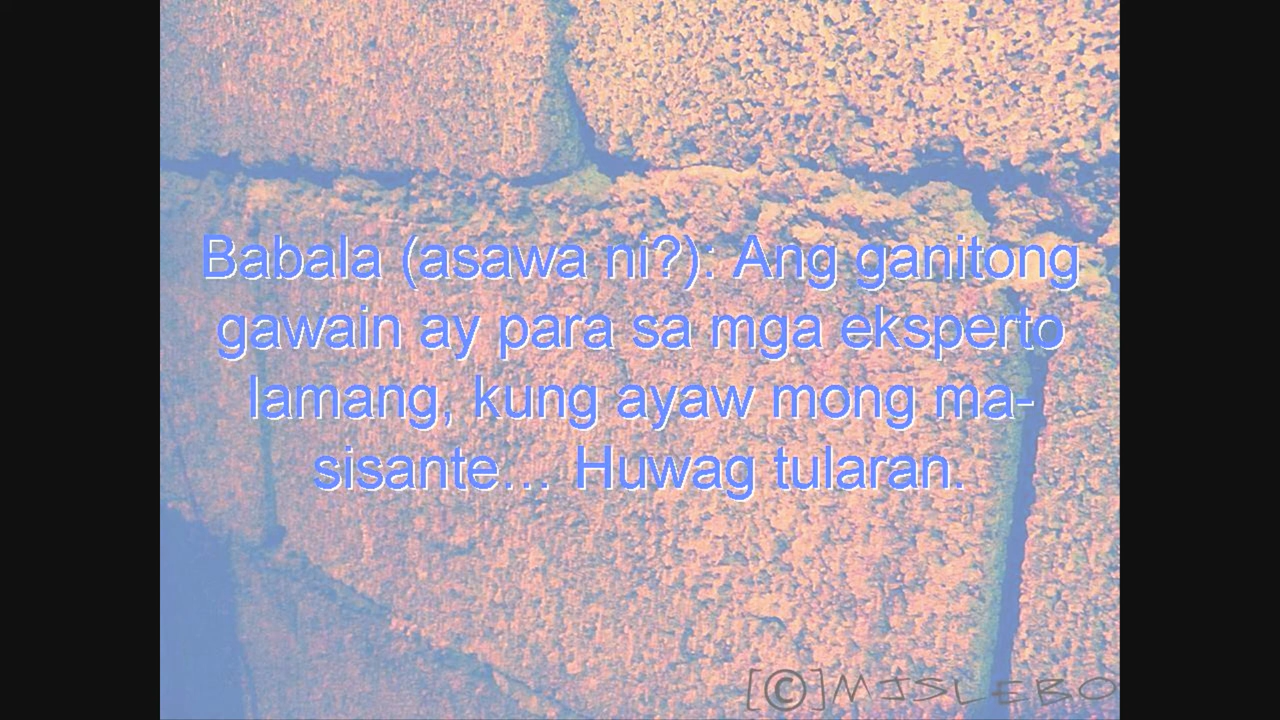 Babala (asawa ni?): Ang ganitong
gawain ay para sa mga eksperto
lamang, kung ayaw mong ma-
sisante... Huwag tularan.
[©]MJSLEBO